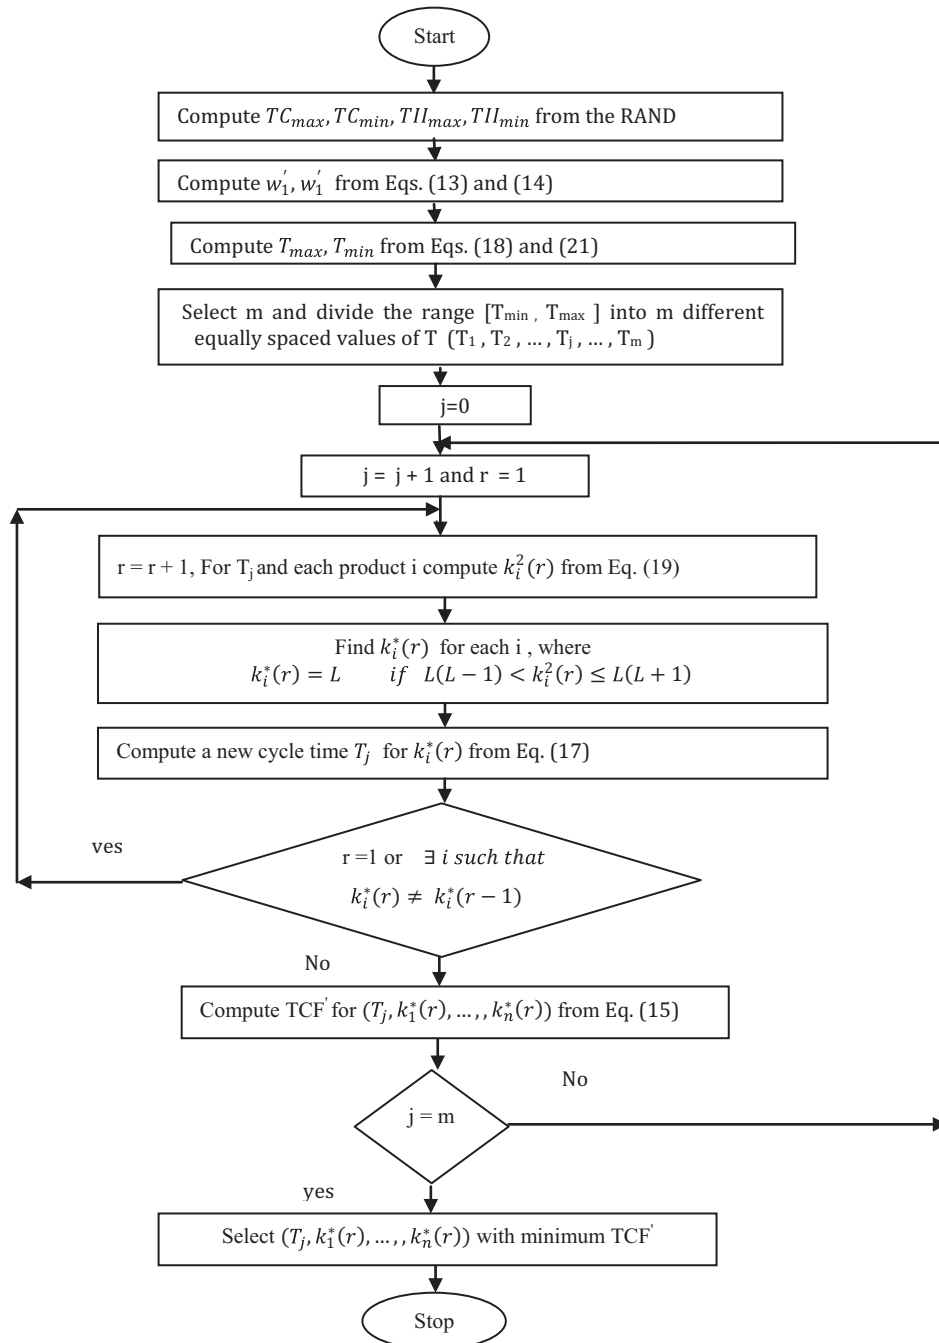 Start
Compute TC_max, TC_min, TII_max, TII_min from the RAND
Compute w₁′, w₁′ from Eqs. (13) and (14)
Compute T_max, T_min from Eqs. (18) and (21)
Select m and divide the range [T_min , T_max ] into m different
equally spaced values of T (T₁ , T₂ , … , T_j , … , T_m )
j=0
j = j + 1 and r = 1
r = r + 1, For T_j and each product i compute k_i^2(r) from Eq. (19)
Find k_i^*(r) for each i , where
k_i^*(r) = L if L(L − 1) < k_i^2(r) ≤ L(L + 1)
Compute a new cycle time T_j for k_i^*(r) from Eq. (17)
yes
r =1 or ∃ i such that
k_i^*(r) ≠ k_i^*(r − 1)
No
Compute TCF' for (T_j, k_1^*(r), … ,, k_n^*(r)) from Eq. (15)
No
j = m
yes
Select (T_j, k_1^*(r), … ,, k_n^*(r)) with minimum TCF'
Stop